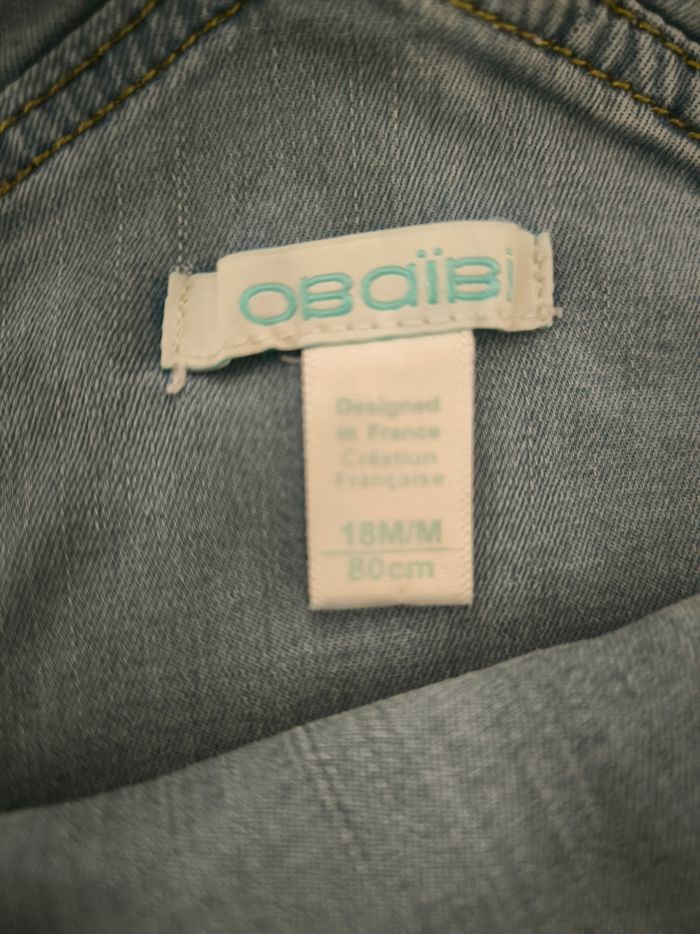 OBaïBi
Designed
in France
Création
Française
18M/M
80cm